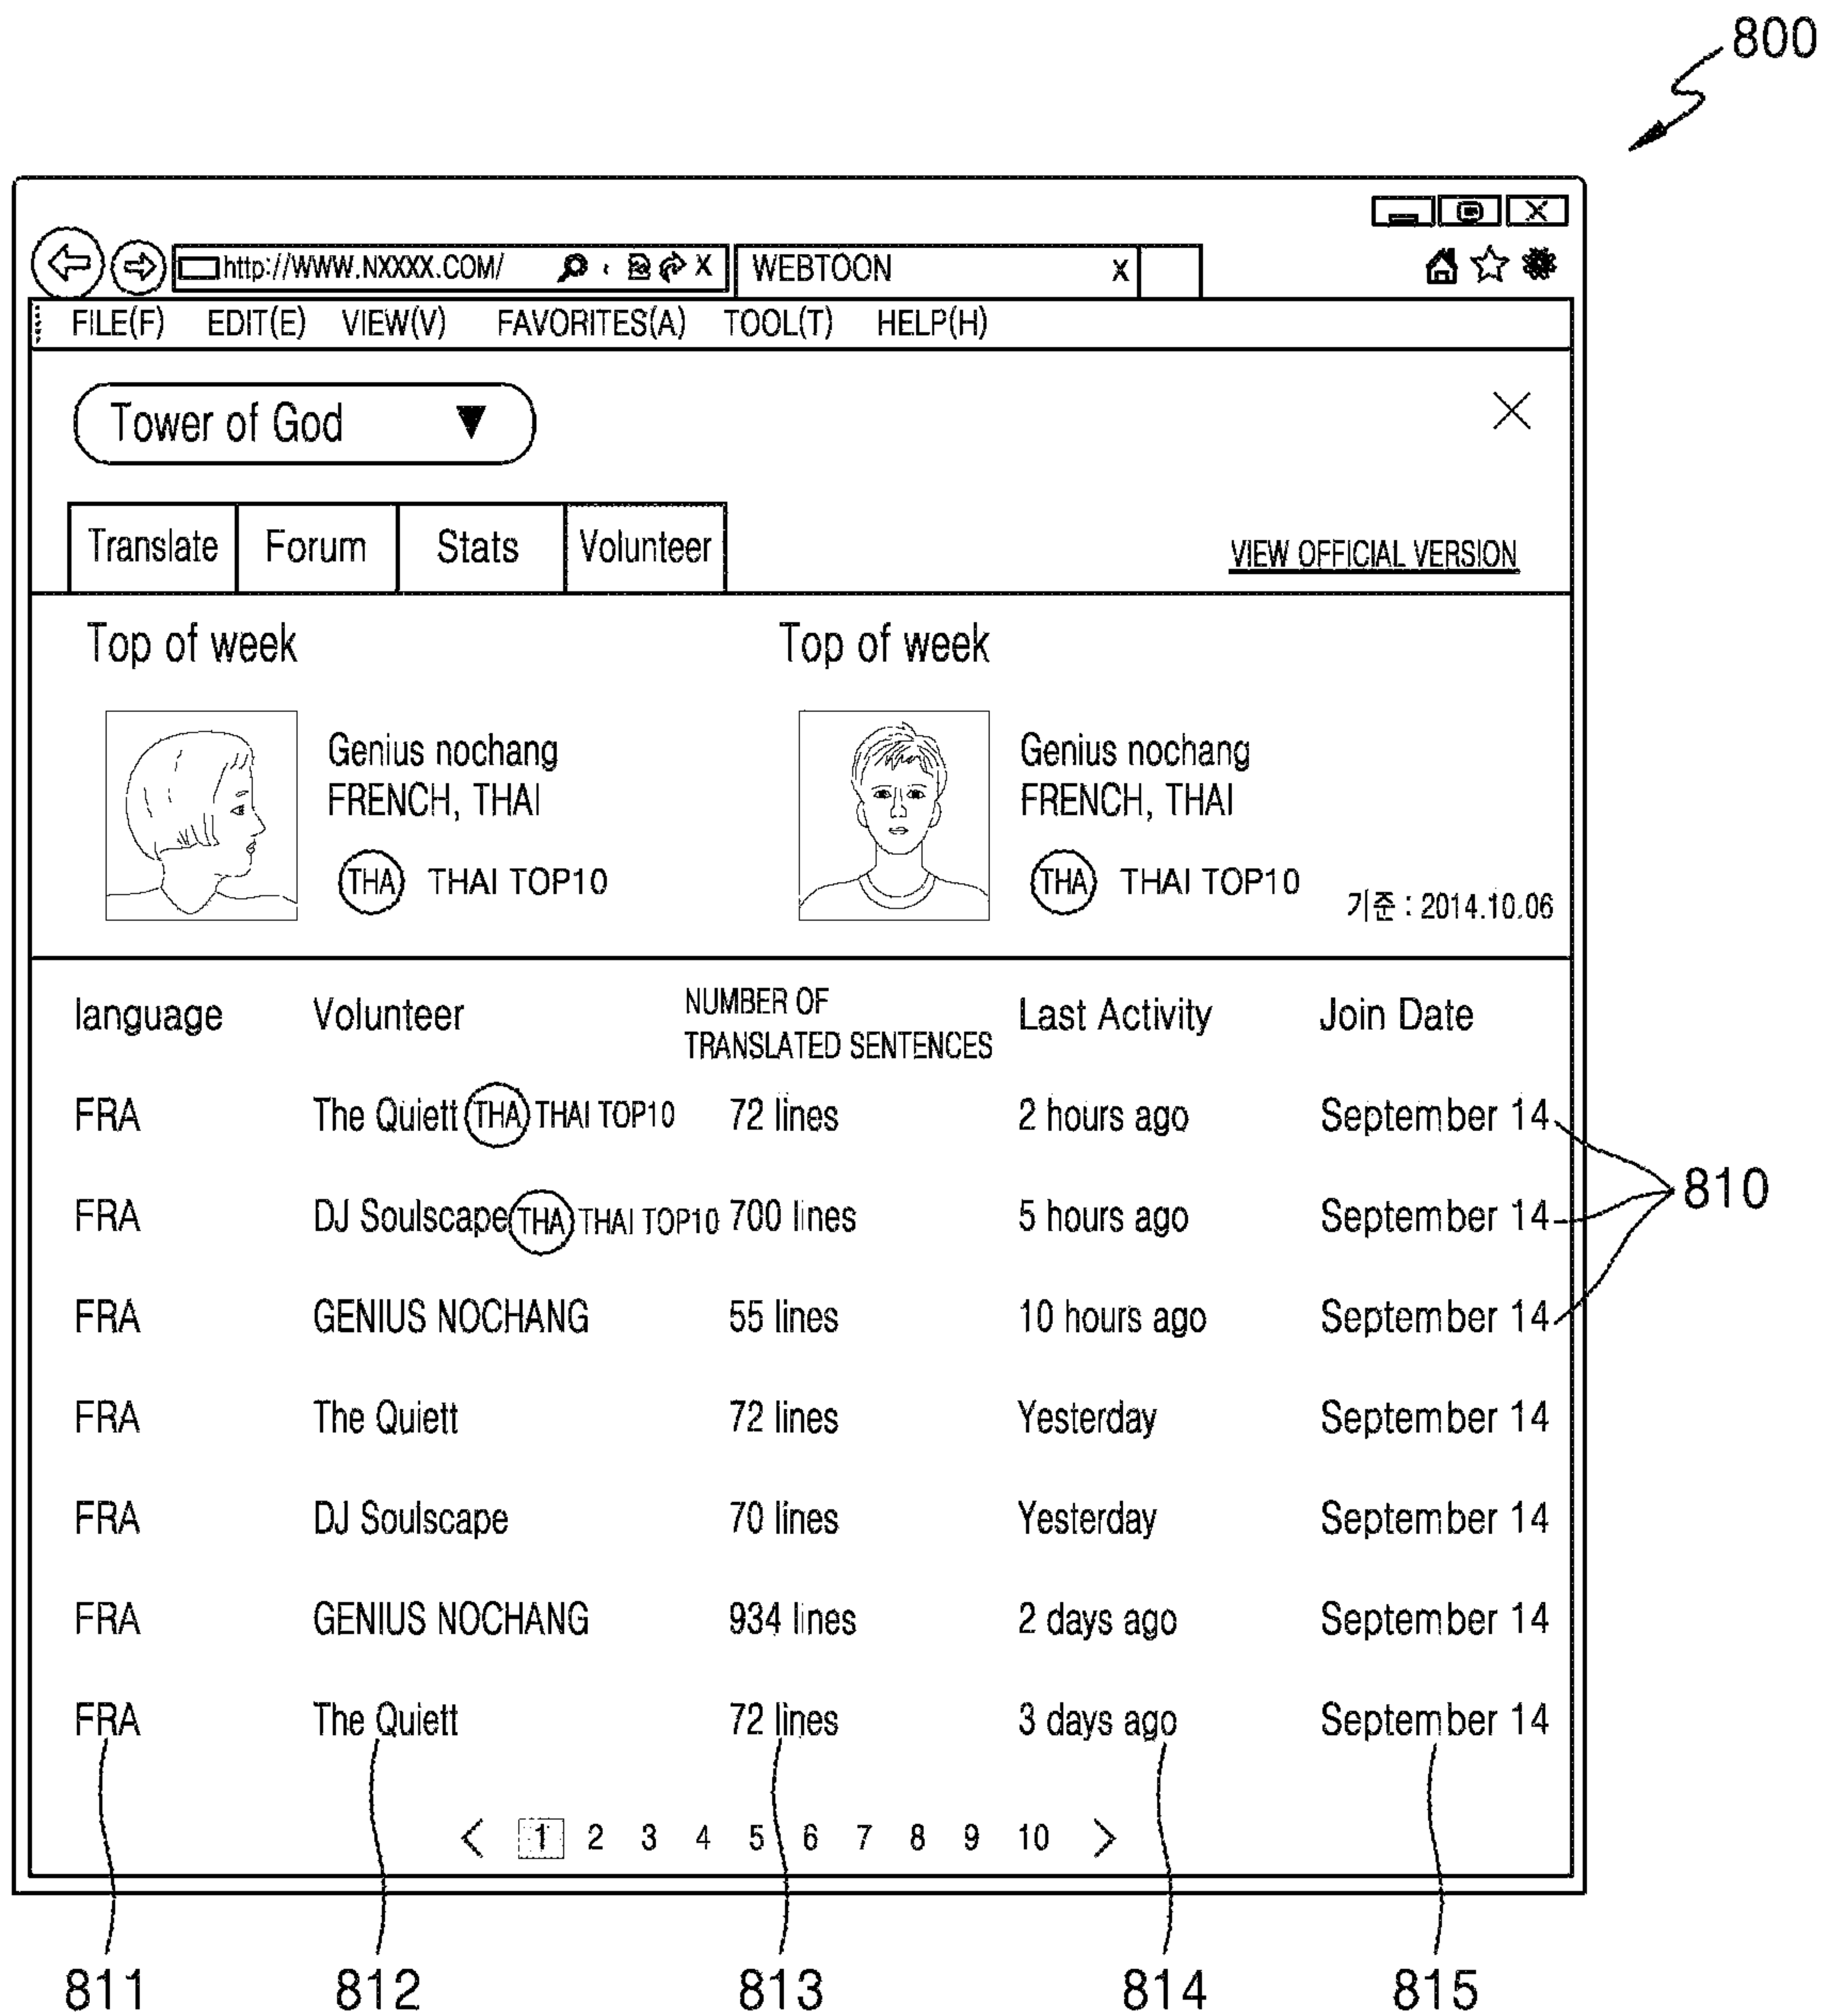 800
http://WWW.NXXXX.COM/ X WEBTOON X
FILE(F) EDIT(E) VIEW(V) FAVORITES(A) TOOL(T) HELP(H)
Tower of God
Translate Forum Stats Volunteer VIEW OFFICIAL VERSION
Top of week Top of week
Genius nochang Genius nochang
FRENCH, THAI FRENCH, THAI
THA THAI TOP10 THA THAI TOP10
기준 : 2014.10.06
language Volunteer NUMBER OF TRANSLATED SENTENCES Last Activity Join Date
FRA The Quiett THA THAI TOP10 72 lines 2 hours ago September 14
810
FRA DJ Soulscape THA THAI TOP10 700 lines 5 hours ago September 14
FRA GENIUS NOCHANG 55 lines 10 hours ago September 14
FRA The Quiett 72 lines Yesterday September 14
FRA DJ Soulscape 70 lines Yesterday September 14
FRA GENIUS NOCHANG 934 lines 2 days ago September 14
FRA The Quiett 72 lines 3 days ago September 14
< 1 2 3 4 5 6 7 8 9 10 >
811 812 813 814 815